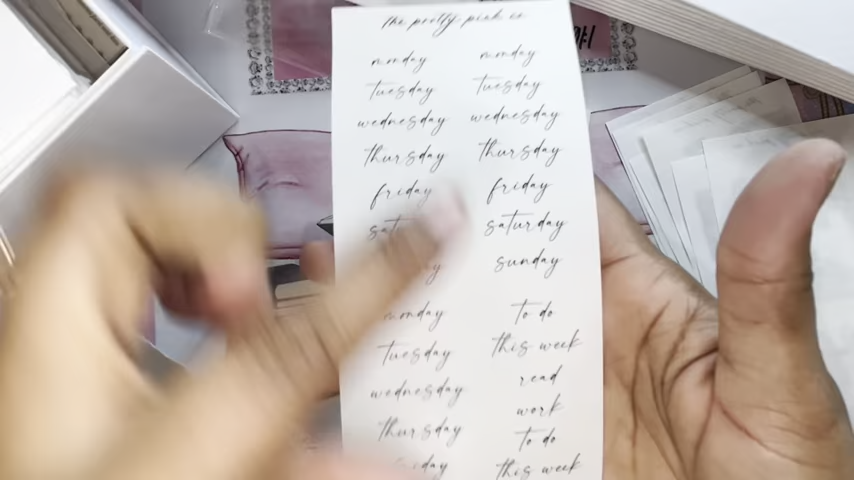 the pretty pink co
monday monday
tuesday tuesday
wednesday wednesday
thursday thursday
friday friday
saturday
sunday
monday to do
tuesday this week
read
wednesday work
thursday to do
friday this week